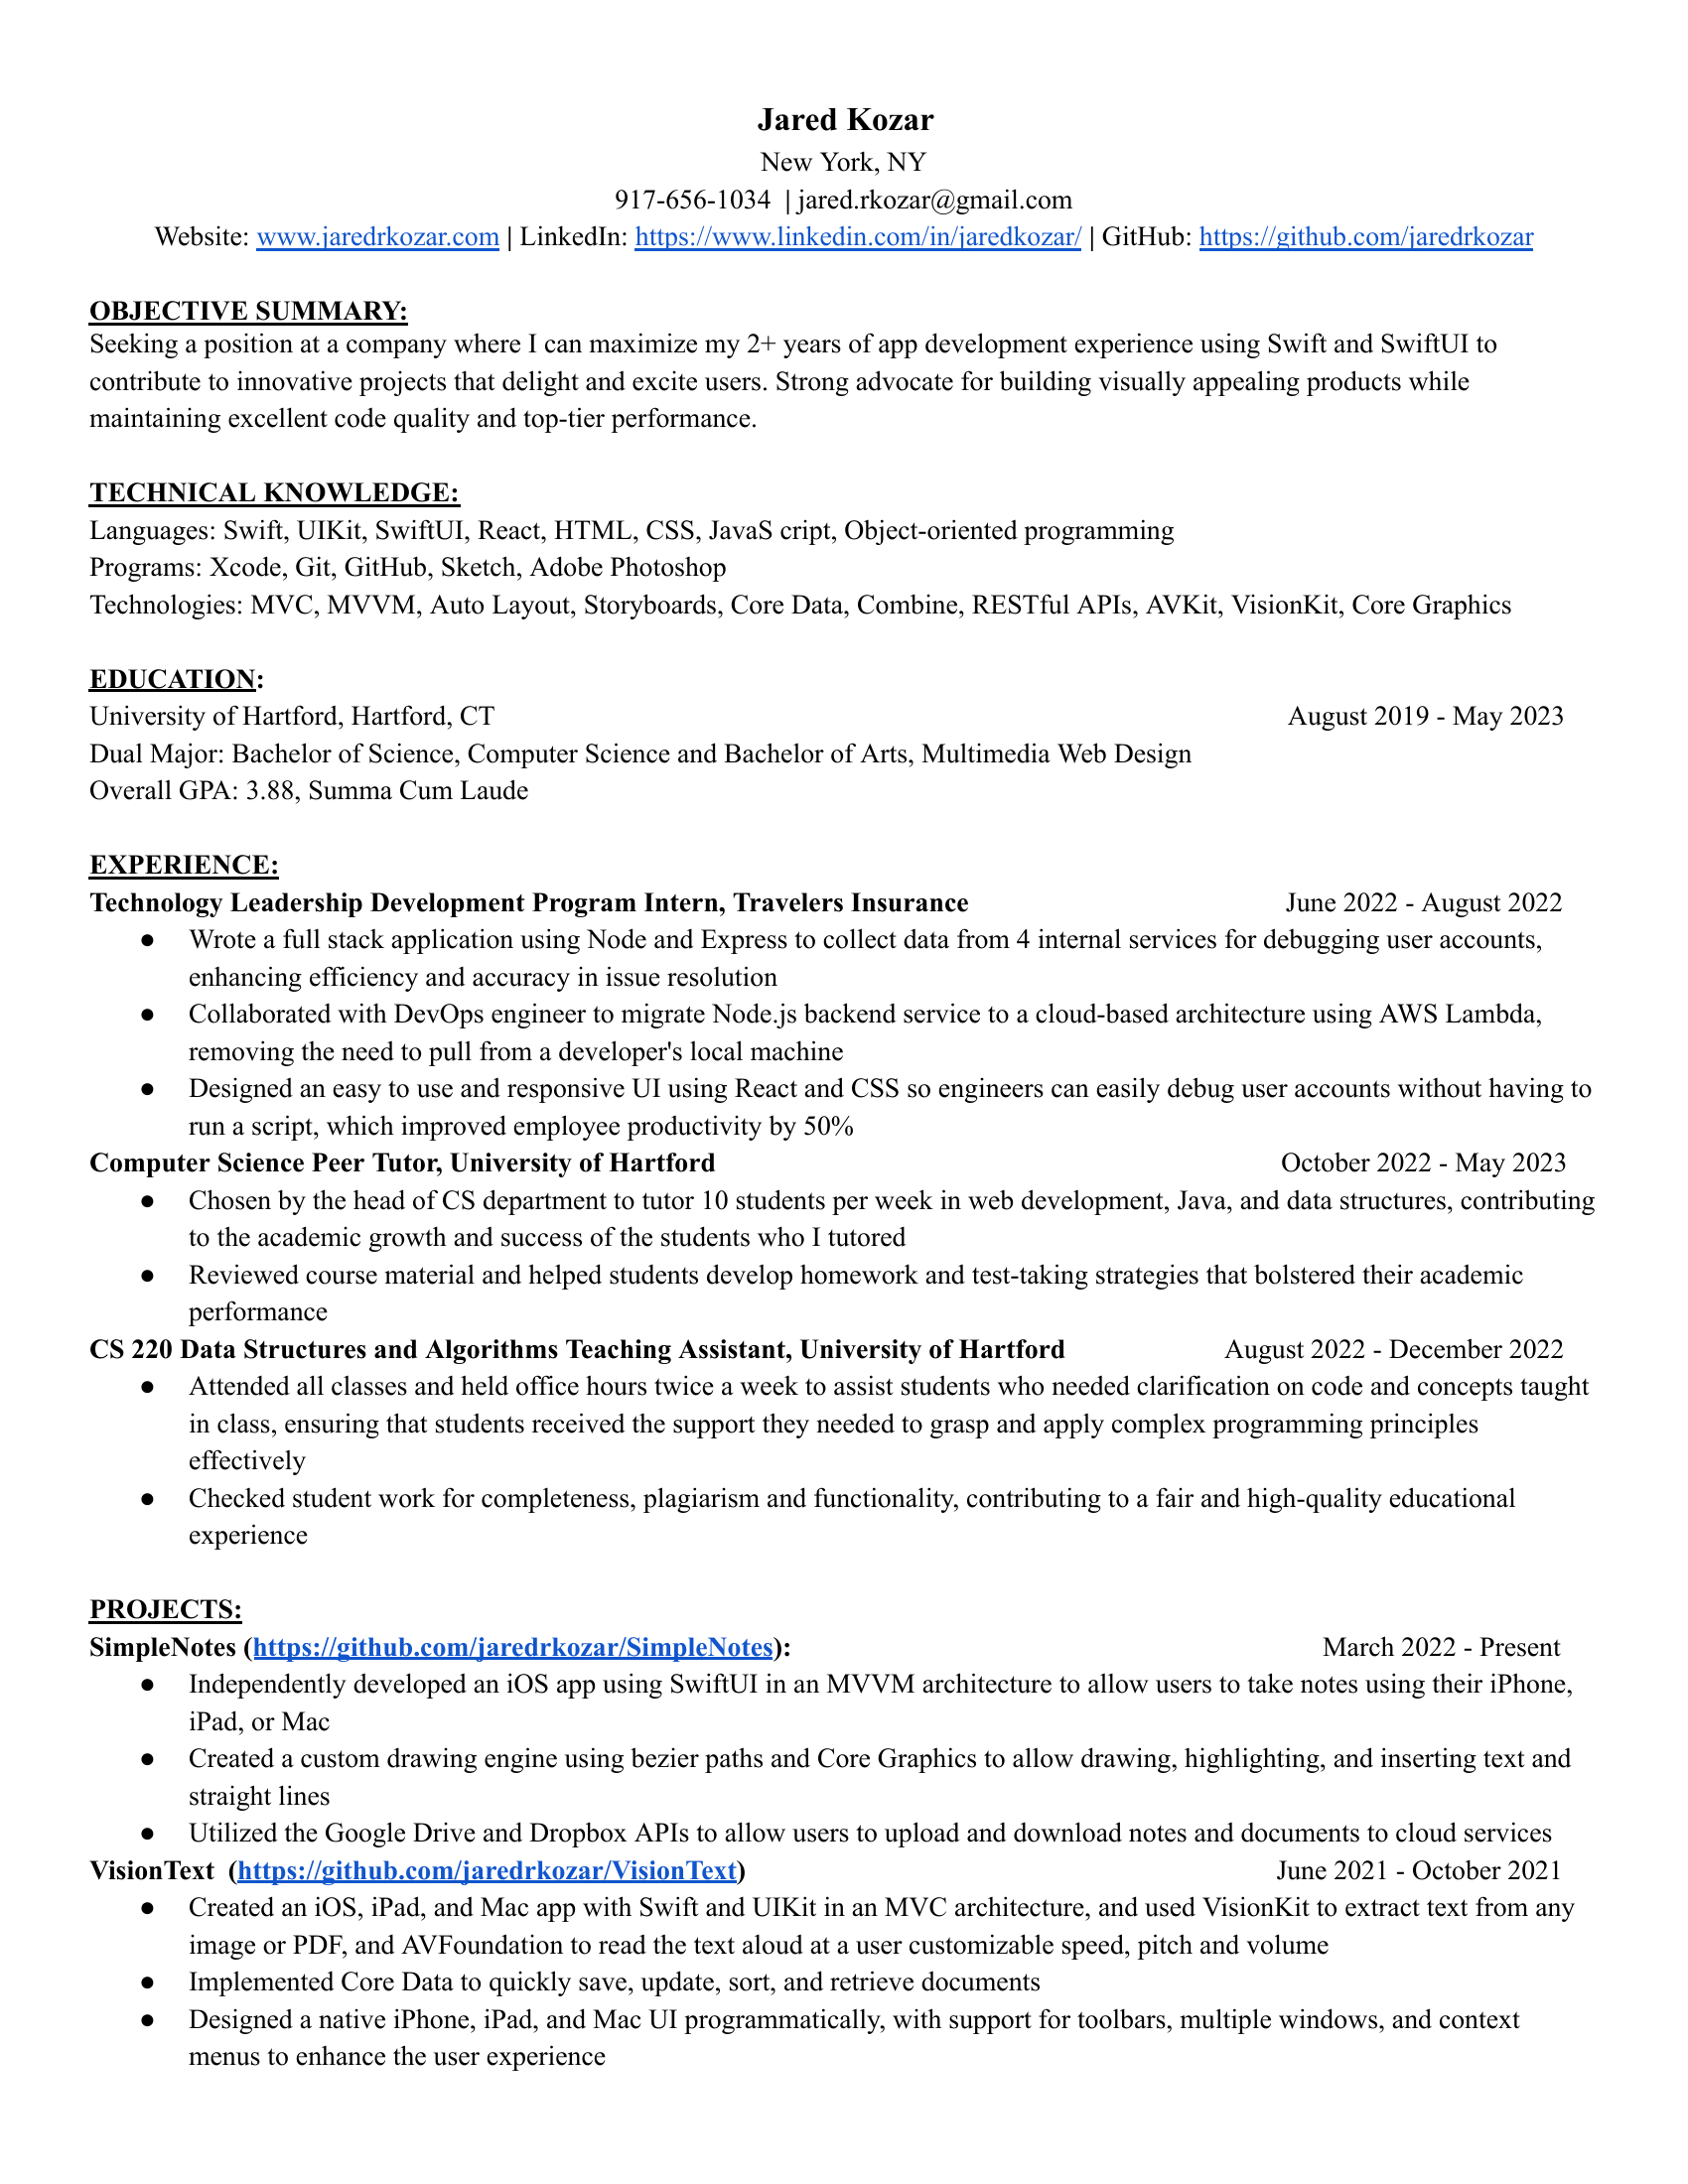 Jared Kozar
New York, NY
917-656-1034 | jared.rkozar@gmail.com
Website: www.jaredrkozar.com | LinkedIn: https://www.linkedin.com/in/jaredkozar/ | GitHub: https://github.com/jaredrkozar
OBJECTIVE SUMMARY:
Seeking a position at a company where I can maximize my 2+ years of app development experience using Swift and SwiftUI to
contribute to innovative projects that delight and excite users. Strong advocate for building visually appealing products while
maintaining excellent code quality and top-tier performance.
TECHNICAL KNOWLEDGE:
Languages: Swift, UIKit, SwiftUI, React, HTML, CSS, JavaS cript, Object-oriented programming
Programs: Xcode, Git, GitHub, Sketch, Adobe Photoshop
Technologies: MVC, MVVM, Auto Layout, Storyboards, Core Data, Combine, RESTful APIs, AVKit, VisionKit, Core Graphics
EDUCATION:
University of Hartford, Hartford, CT August 2019 - May 2023
Dual Major: Bachelor of Science, Computer Science and Bachelor of Arts, Multimedia Web Design
Overall GPA: 3.88, Summa Cum Laude
EXPERIENCE:
Technology Leadership Development Program Intern, Travelers Insurance June 2022 - August 2022
● Wrote a full stack application using Node and Express to collect data from 4 internal services for debugging user accounts,
enhancing efficiency and accuracy in issue resolution
● Collaborated with DevOps engineer to migrate Node.js backend service to a cloud-based architecture using AWS Lambda,
removing the need to pull from a developer's local machine
● Designed an easy to use and responsive UI using React and CSS so engineers can easily debug user accounts without having to
run a script, which improved employee productivity by 50%
Computer Science Peer Tutor, University of Hartford October 2022 - May 2023
● Chosen by the head of CS department to tutor 10 students per week in web development, Java, and data structures, contributing
to the academic growth and success of the students who I tutored
● Reviewed course material and helped students develop homework and test-taking strategies that bolstered their academic
performance
CS 220 Data Structures and Algorithms Teaching Assistant, University of Hartford August 2022 - December 2022
● Attended all classes and held office hours twice a week to assist students who needed clarification on code and concepts taught
in class, ensuring that students received the support they needed to grasp and apply complex programming principles
effectively
● Checked student work for completeness, plagiarism and functionality, contributing to a fair and high-quality educational
experience
PROJECTS:
SimpleNotes (https://github.com/jaredrkozar/SimpleNotes): March 2022 - Present
● Independently developed an iOS app using SwiftUI in an MVVM architecture to allow users to take notes using their iPhone,
iPad, or Mac
● Created a custom drawing engine using bezier paths and Core Graphics to allow drawing, highlighting, and inserting text and
straight lines
● Utilized the Google Drive and Dropbox APIs to allow users to upload and download notes and documents to cloud services
VisionText (https://github.com/jaredrkozar/VisionText) June 2021 - October 2021
● Created an iOS, iPad, and Mac app with Swift and UIKit in an MVC architecture, and used VisionKit to extract text from any
image or PDF, and AVFoundation to read the text aloud at a user customizable speed, pitch and volume
● Implemented Core Data to quickly save, update, sort, and retrieve documents
● Designed a native iPhone, iPad, and Mac UI programmatically, with support for toolbars, multiple windows, and context
menus to enhance the user experience